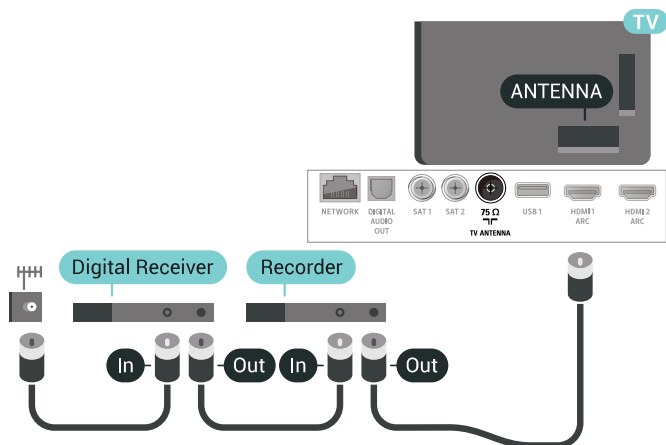 TV
ANTENNA
NETWORK
DIGITAL
AUDIO
OUT
SAT 1
SAT 2
75 Ω
TV ANTENNA
USB 1
HDMI 1
ARC
HDMI 2
ARC
Digital Receiver
Recorder
In
Out
In
Out